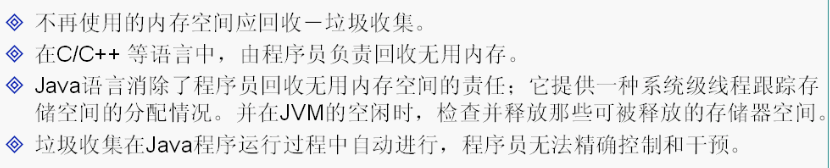 不再使用的内存空间应回收－垃圾收集。
在C/C++ 等语言中，由程序员负责回收无用内存。
Java语言消除了程序员回收无用内存空间的责任；它提供一种系统级线程跟踪存
储空间的分配情况。并在JVM的空闲时，检查并释放那些可被释放的存储器空间。
垃圾收集在Java程序运行过程中自动进行，程序员无法精确控制和干预。